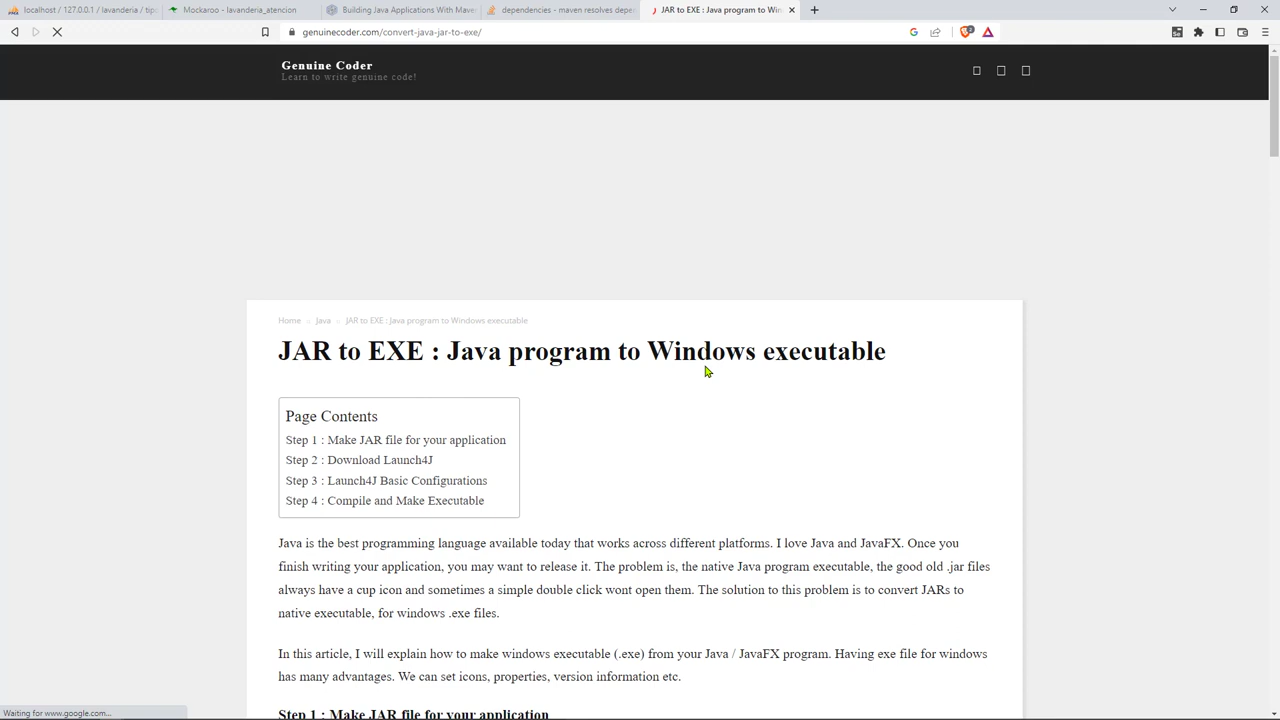 localhost / 127.0.0.1 / lavanderia / tipo
Mockaroo - lavanderia_atencion
Building Java Applications With Mave
dependencies - maven resolves depe
JAR to EXE : Java program to Win
genuinecoder.com/convert-java-jar-to-exe/
Genuine Coder
Learn to write genuine code!
Home
Java
JAR to EXE : Java program to Windows executable
JAR to EXE : Java program to Windows executable
Page Contents
Step 1 : Make JAR file for your application
Step 2 : Download Launch4J
Step 3 : Launch4J Basic Configurations
Step 4 : Compile and Make Executable
Java is the best programming language available today that works across different platforms. I love Java and JavaFX. Once you
finish writing your application, you may want to release it. The problem is, the native Java program executable, the good old .jar files
always have a cup icon and sometimes a simple double click wont open them. The solution to this problem is to convert JARs to
native executable, for windows .exe files.
In this article, I will explain how to make windows executable (.exe) from your Java / JavaFX program. Having exe file for windows
has many advantages. We can set icons, properties, version information etc.
Step 1 : Make JAR file for your application
Waiting for www.google.com...